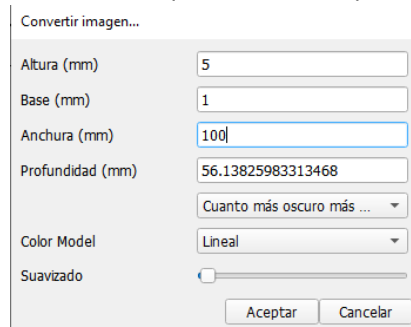 Convertir imagen...
Altura (mm) 5
Base (mm) 1
Anchura (mm) 100
Profundidad (mm) 56.13825983313468
Cuanto más oscuro más ...
Color Model Lineal
Suavizado
Aceptar Cancelar